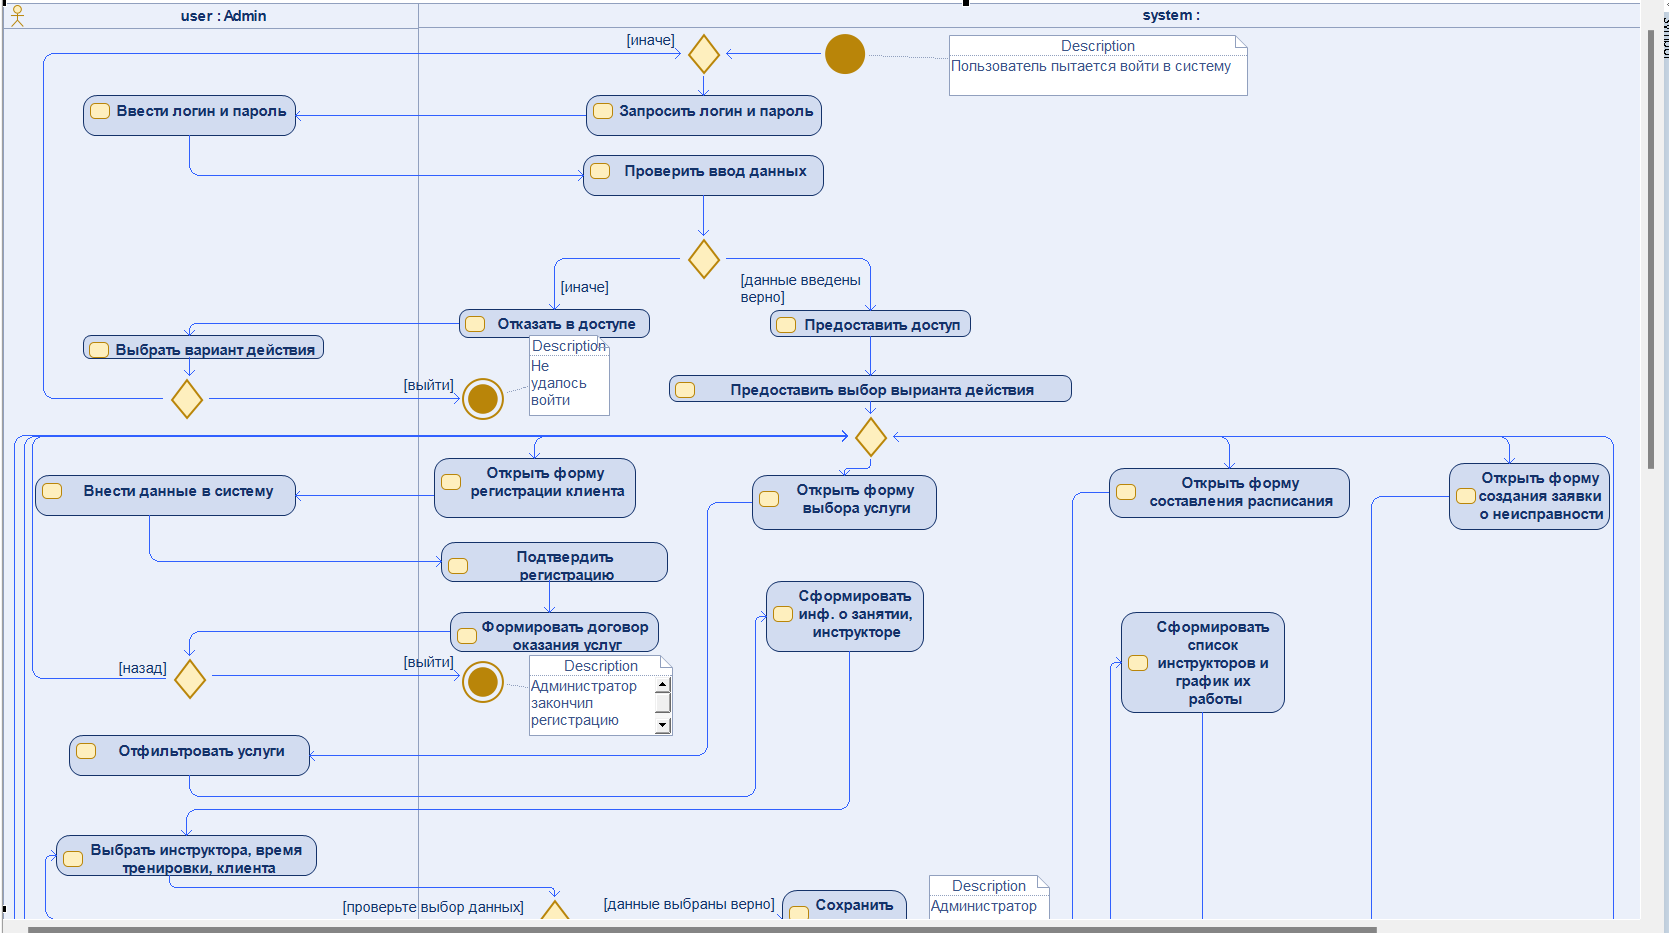 user : Admin
system :
[иначе]
Description
Пользователь пытается войти в систему
Ввести логин и пароль
Запросить логин и пароль
Проверить ввод данных
[иначе]
[данные введены
верно]
Отказать в доступе
Предоставить доступ
Выбрать вариант действия
Description
Не
удалось
войти
[выйти]
Предоставить выбор вырианта действия
Внести данные в систему
Открыть форму
регистрации клиента
Открыть форму
выбора услуги
Открыть форму
составления расписания
Открыть форму
создания заявки
о неисправности
Подтвердить
регистрацию
Сформировать
инф. о занятии,
инструкторе
Формировать договор
оказания услуг
Сформировать
список
инструкторов и
график их
работы
[назад]
[выйти]
Description
Администратор
закончил
регистрацию
Отфильтровать услуги
Выбрать инструктора, время
тренировки, клиента
[проверьте выбор данных]
[данные выбраны верно]
Сохранить
Description
Администратор